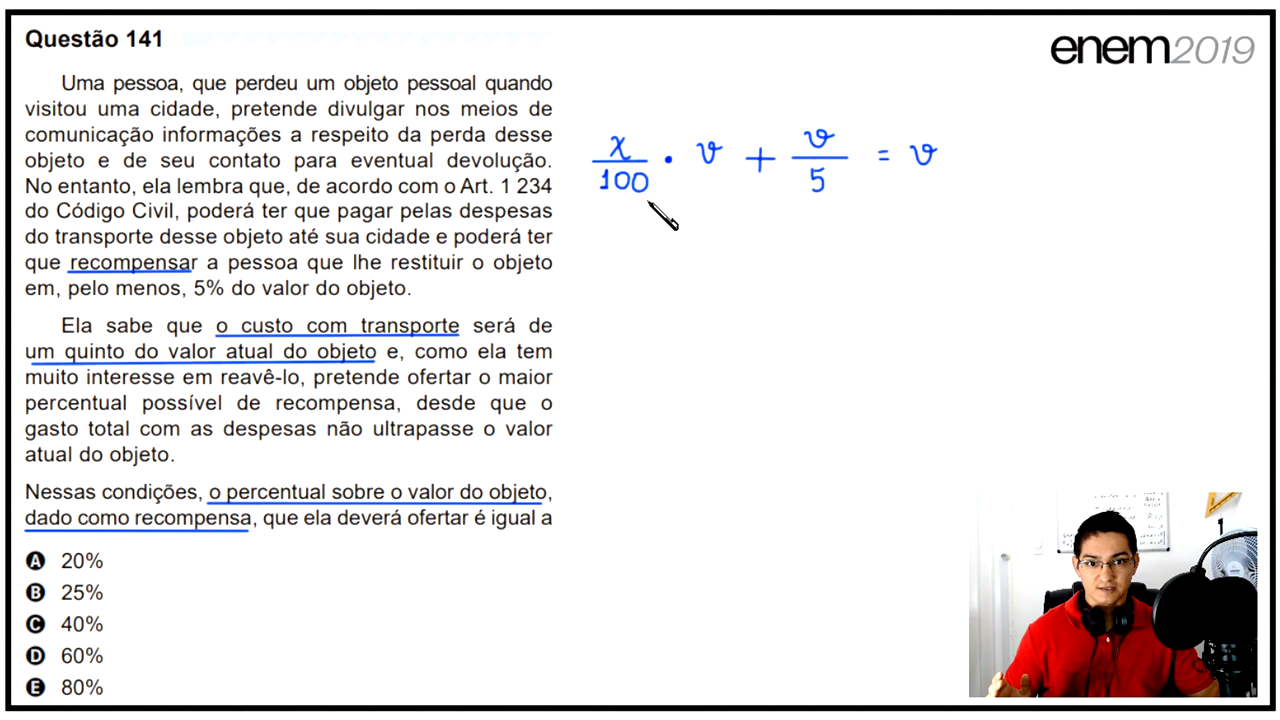 Questão 141
enem2019
Uma pessoa, que perdeu um objeto pessoal quando
visitou uma cidade, pretende divulgar nos meios de
comunicação informações a respeito da perda desse
objeto e de seu contato para eventual devolução.
No entanto, ela lembra que, de acordo com o Art. 1 234
do Código Civil, poderá ter que pagar pelas despesas
do transporte desse objeto até sua cidade e poderá ter
que recompensar a pessoa que lhe restituir o objeto
em, pelo menos, 5% do valor do objeto.
Ela sabe que o custo com transporte será de
um quinto do valor atual do objeto e, como ela tem
muito interesse em reavê-lo, pretende ofertar o maior
percentual possível de recompensa, desde que o
gasto total com as despesas não ultrapasse o valor
atual do objeto.
Nessas condições, o percentual sobre o valor do objeto,
dado como recompensa, que ela deverá ofertar é igual a
A 20%
B 25%
C 40%
D 60%
E 80%
x/100 · v + v/5 = v